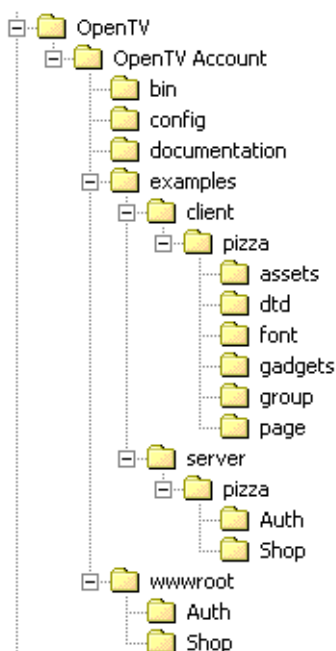 OpenTV
OpenTV Account
bin
config
documentation
examples
client
pizza
assets
dtd
font
gadgets
group
page
server
pizza
Auth
Shop
wwwroot
Auth
Shop